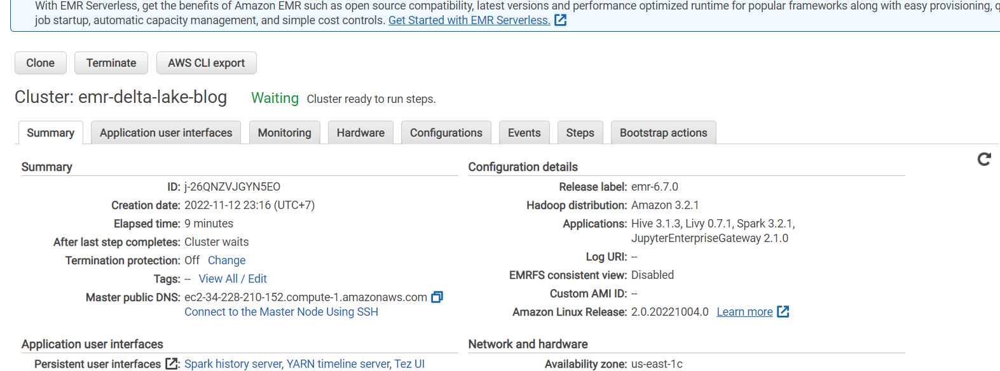 With EMR Serverless, get the benefits of Amazon EMR such as open source compatibility, latest versions and performance optimized runtime for popular frameworks along with easy provisioning,
job startup, automatic capacity management, and simple cost controls. Get Started with EMR Serverless.
Clone Terminate AWS CLI export
Cluster: emr-delta-lake-blog Waiting Cluster ready to run steps.
Summary Application user interfaces Monitoring Hardware Configurations Events Steps Bootstrap actions
Summary
ID: j-26QNZVJGYN5EO
Creation date: 2022-11-12 23:16 (UTC+7)
Elapsed time: 9 minutes
After last step completes: Cluster waits
Termination protection: Off Change
Tags: -- View All / Edit
Master public DNS: ec2-34-228-210-152.compute-1.amazonaws.com
Connect to the Master Node Using SSH
Configuration details
Release label: emr-6.7.0
Hadoop distribution: Amazon 3.2.1
Applications: Hive 3.1.3, Livy 0.7.1, Spark 3.2.1,
JupyterEnterpriseGateway 2.1.0
Log URI: --
EMRFS consistent view: Disabled
Custom AMI ID: --
Amazon Linux Release: 2.0.20221004.0 Learn more
Application user interfaces
Persistent user interfaces : Spark history server, YARN timeline server, Tez UI
Network and hardware
Availability zone: us-east-1c